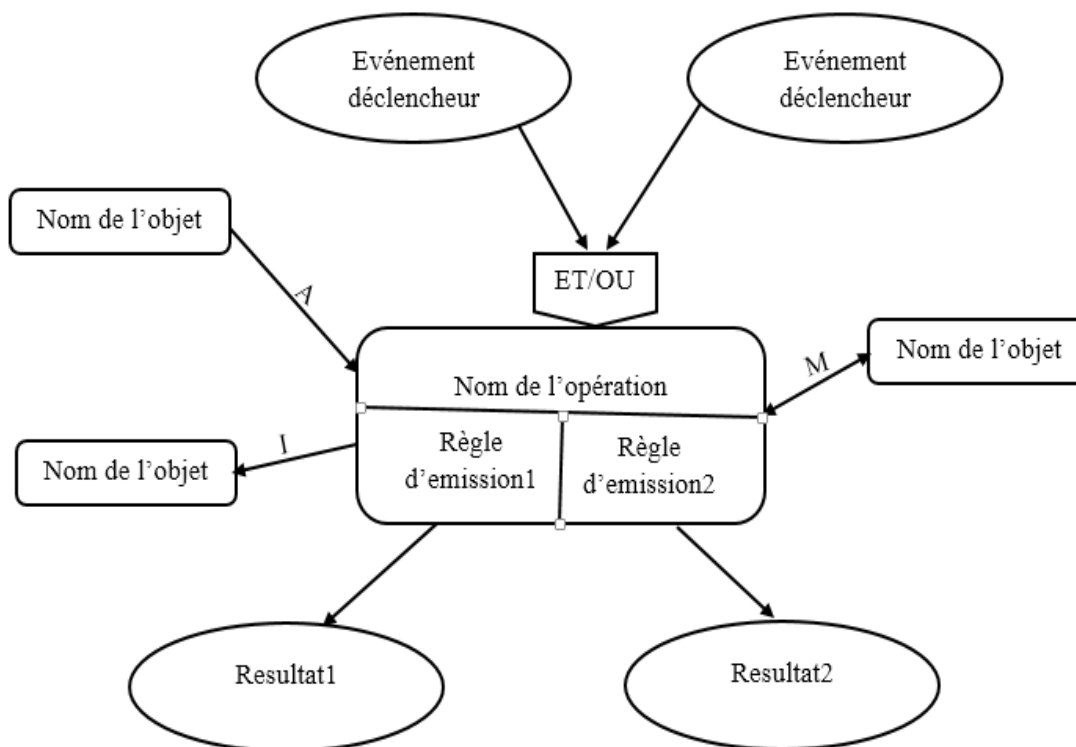 Evénement
déclencheur
Evénement
déclencheur
Nom de l’objet
ET/OU
A
Nom de l’objet
M
Nom de l’opération
I
Nom de l’objet
Règle
d’emission1
Règle
d’emission2
Resultat1
Resultat2